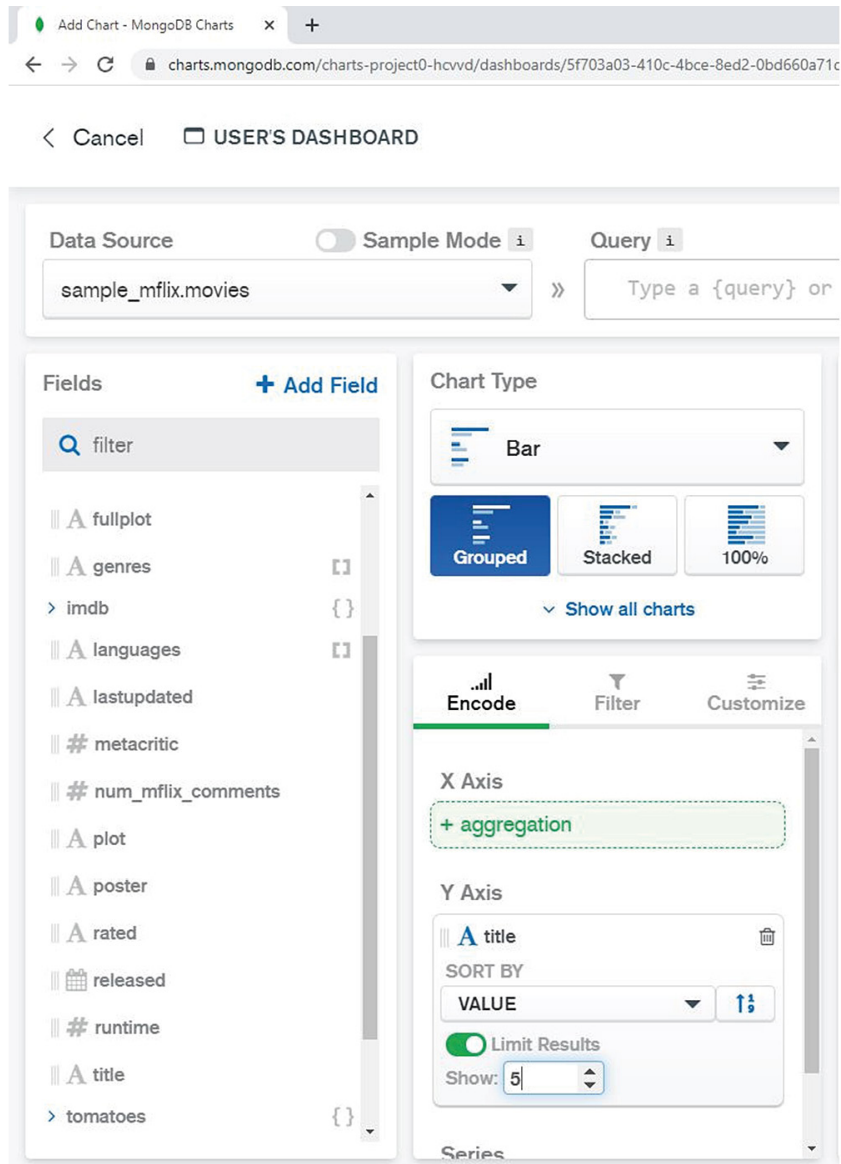 Add Chart - MongoDB Charts × +
charts.mongodb.com/charts-project0-hcvvd/dashboards/5f703a03-410c-4bce-8ed2-0bd660a71c
Cancel USER'S DASHBOARD
Data Source Sample Mode i Query i
sample_mflix.movies » Type a {query} or
Fields + Add Field
filter
A fullplot
A genres []
> imdb {}
A languages []
A lastupdated
# metacritic
# num_mflix_comments
A plot
A poster
A rated
released
# runtime
A title
> tomatoes {}
Chart Type
Bar
Grouped Stacked 100%
Show all charts
Encode Filter Customize
X Axis
+ aggregation
Y Axis
A title
SORT BY
VALUE 1 9
Limit Results
Show: 5
Series